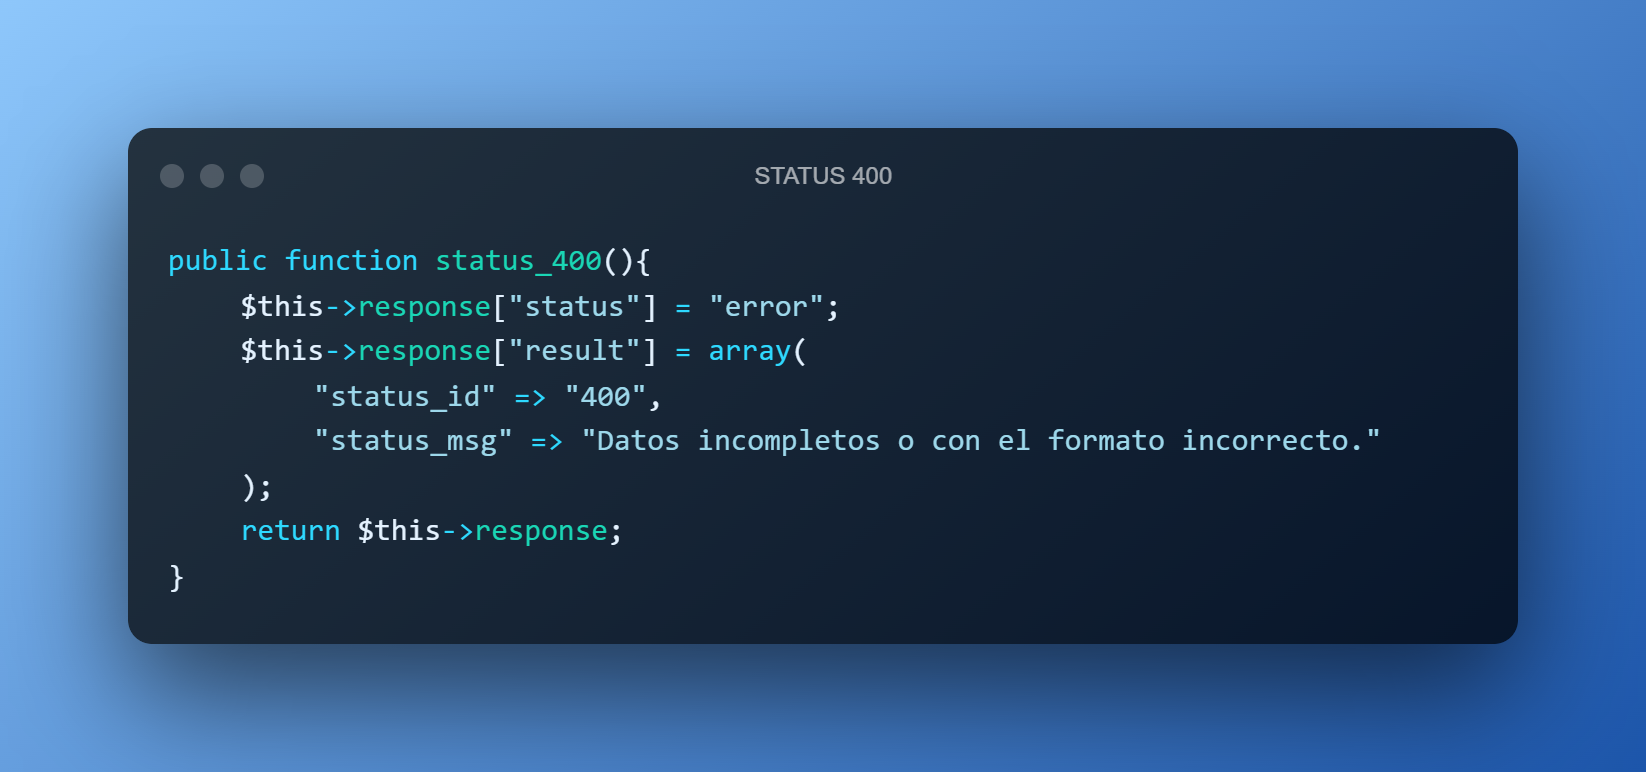 STATUS 400
public function status_400(){
$this->response["status"] = "error";
$this->response["result"] = array(
"status_id" => "400",
"status_msg" => "Datos incompletos o con el formato incorrecto."
);
return $this->response;
}